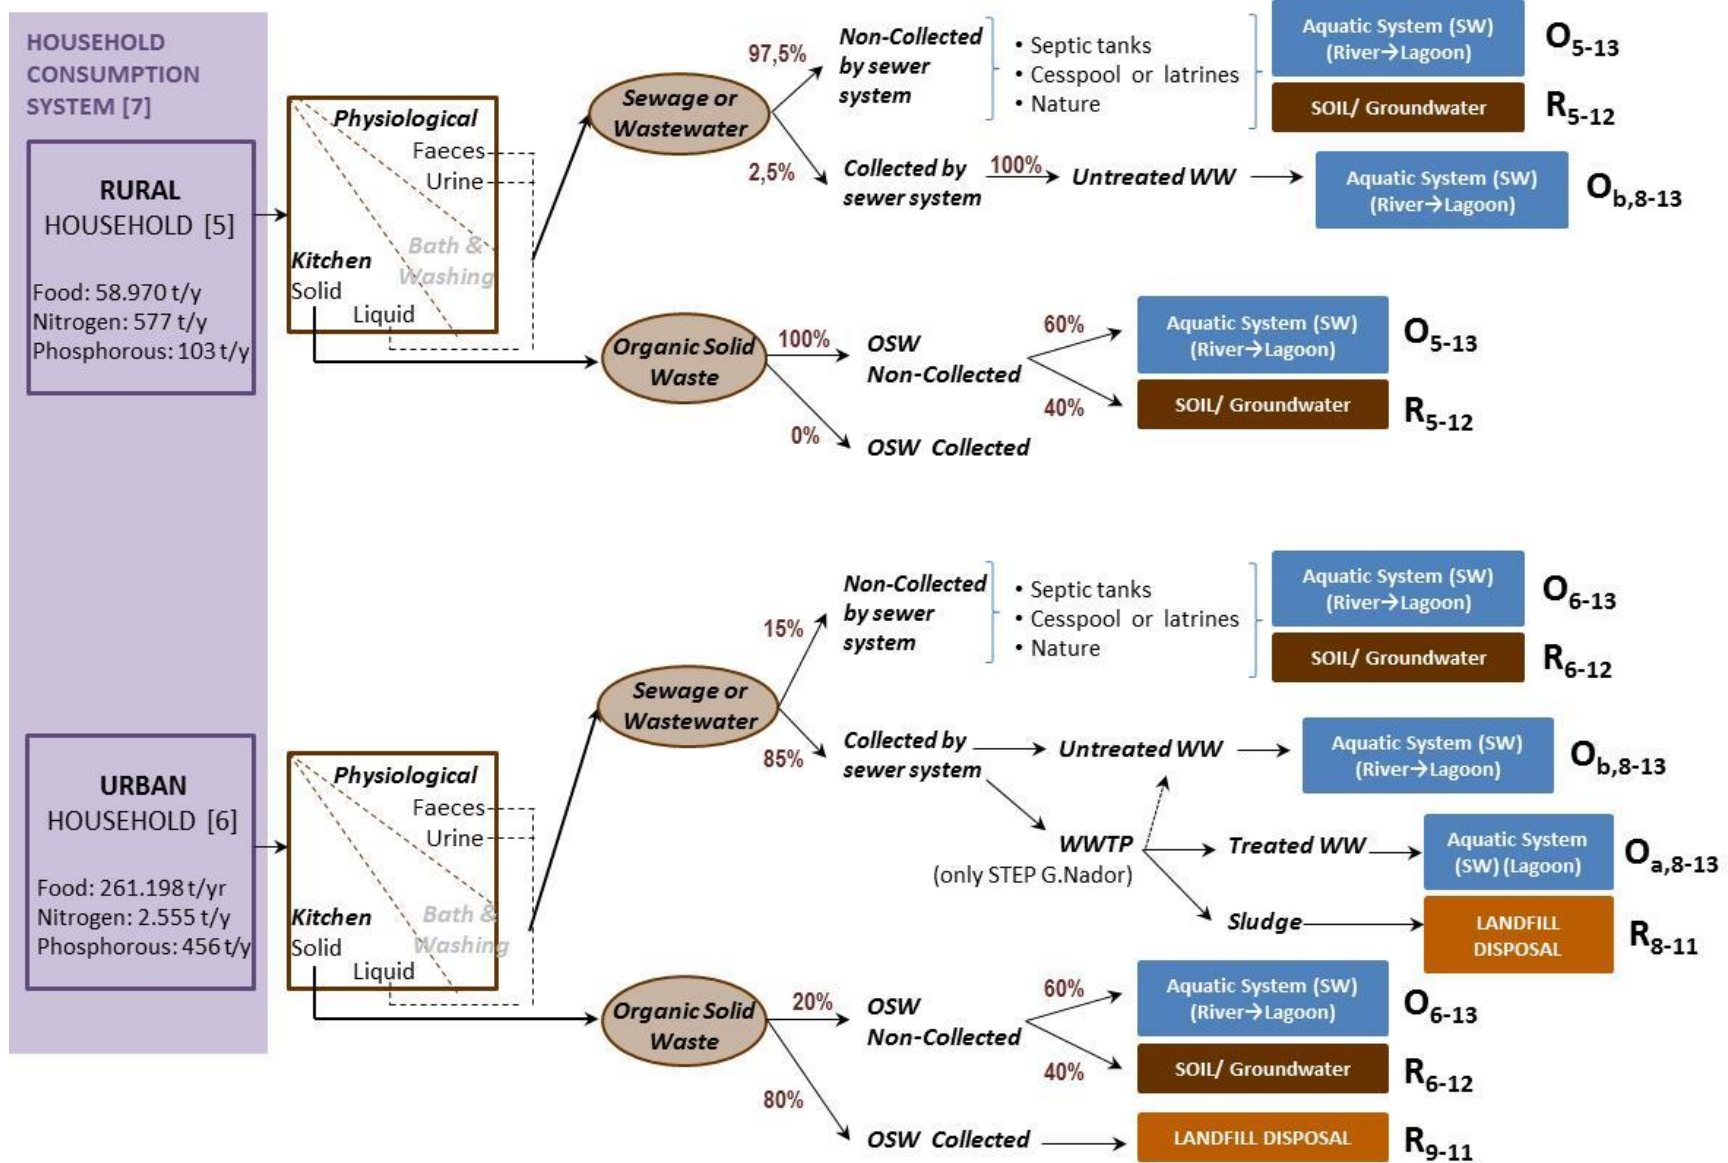 HOUSEHOLD
CONSUMPTION
SYSTEM [7]
RURAL
HOUSEHOLD [5]
Food: 58.970 t/y
Nitrogen: 577 t/y
Phosphorous: 103 t/y
Physiological
Faeces
Urine
Bath &
Washing
Kitchen
Solid
Liquid
Sewage or
Wastewater
97,5%
2,5%
Non-Collected
by sewer
system
• Septic tanks
• Cesspool or latrines
• Nature
Aquatic System (SW)
(River→Lagoon)
O5-13
SOIL/ Groundwater
R5-12
Collected by
sewer system
100%
Untreated WW
Aquatic System (SW)
(River→Lagoon)
Ob,8-13
Organic Solid
Waste
100%
0%
OSW
Non-Collected
60%
40%
Aquatic System (SW)
(River→Lagoon)
O5-13
SOIL/ Groundwater
R5-12
OSW Collected
URBAN
HOUSEHOLD [6]
Food: 261.198 t/yr
Nitrogen: 2.555 t/y
Phosphorous: 456 t/y
Physiological
Faeces
Urine
Bath &
Washing
Kitchen
Solid
Liquid
Sewage or
Wastewater
15%
85%
Non-Collected
by sewer
system
• Septic tanks
• Cesspool or latrines
• Nature
Aquatic System (SW)
(River→Lagoon)
O6-13
SOIL/ Groundwater
R6-12
Collected by
sewer system
Untreated WW
Aquatic System (SW)
(River→Lagoon)
Ob,8-13
WWTP
(only STEP G.Nador)
Treated WW
Aquatic System
(SW) (Lagoon)
Oa,8-13
Sludge
LANDFILL
DISPOSAL
R8-11
Organic Solid
Waste
20%
80%
OSW
Non-Collected
60%
40%
Aquatic System (SW)
(River→Lagoon)
O6-13
SOIL/ Groundwater
R6-12
OSW Collected
LANDFILL DISPOSAL
R9-11